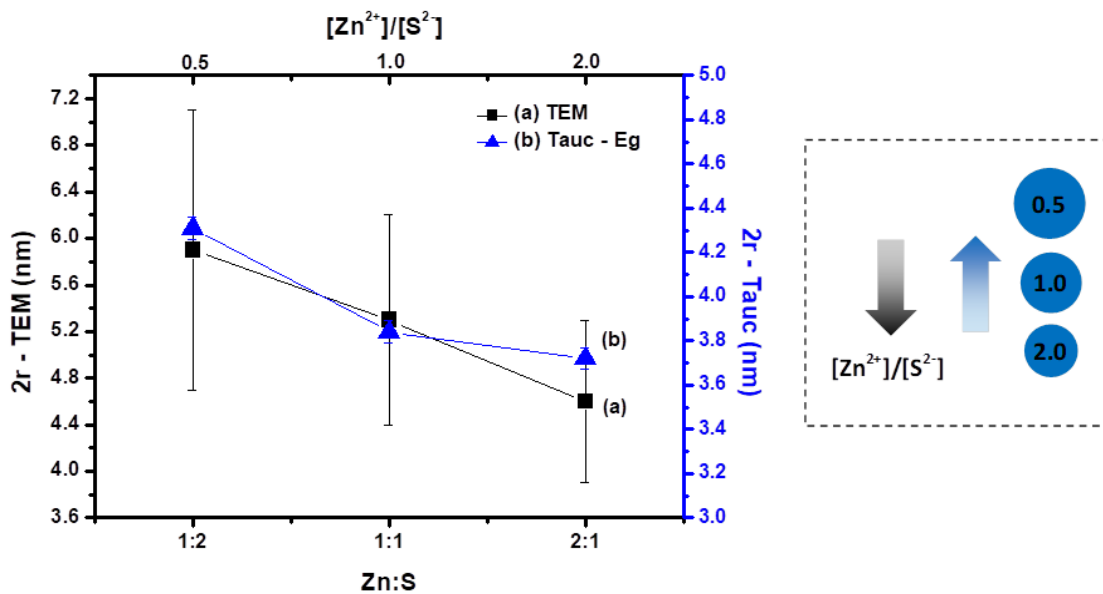 [Zn²⁺]/[S²⁻]
0.5 1.0 2.0
7.2
6.8
6.4
6.0
5.6
5.2
4.8
4.4
4.0
3.6
2r - TEM (nm)
(a) TEM
(b) Tauc - Eg
(b)
(a)
5.0
4.8
4.6
4.4
4.2
4.0
3.8
3.6
3.4
3.2
3.0
2r - Tauc (nm)
1:2 1:1 2:1
Zn:S
0.5
1.0
2.0
[Zn²⁺]/[S²⁻]